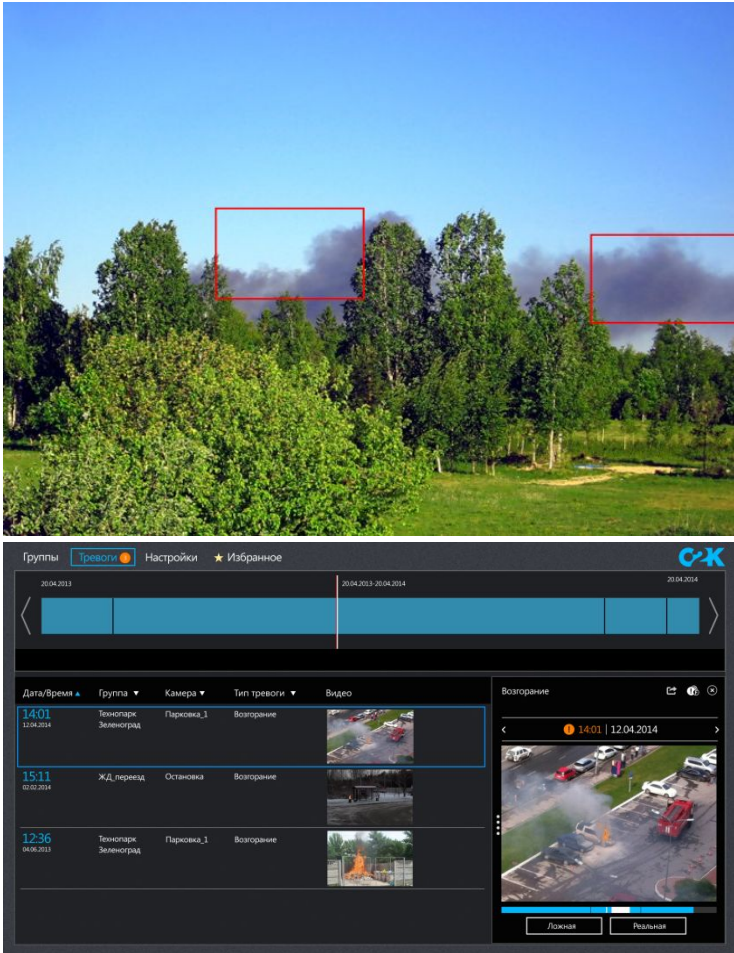 Группы Тревоги Настройки ★ Избранное C2K
20.04.2013 20.04.2013-20.04.2014 20.04.2014
Дата/Время ▲ Группа ▼ Камера ▼ Тип тревоги ▼ Видео
14:01 Технопарк Парковка_1 Возгорание
12.04.2014 Зеленоград
15:11 ЖД_переезд Остановка Возгорание
02.02.2014
12:36 Технопарк Парковка_1 Возгорание
04.06.2013 Зеленоград
Возгорание
14:01 | 12.04.2014
Ложная Реальная